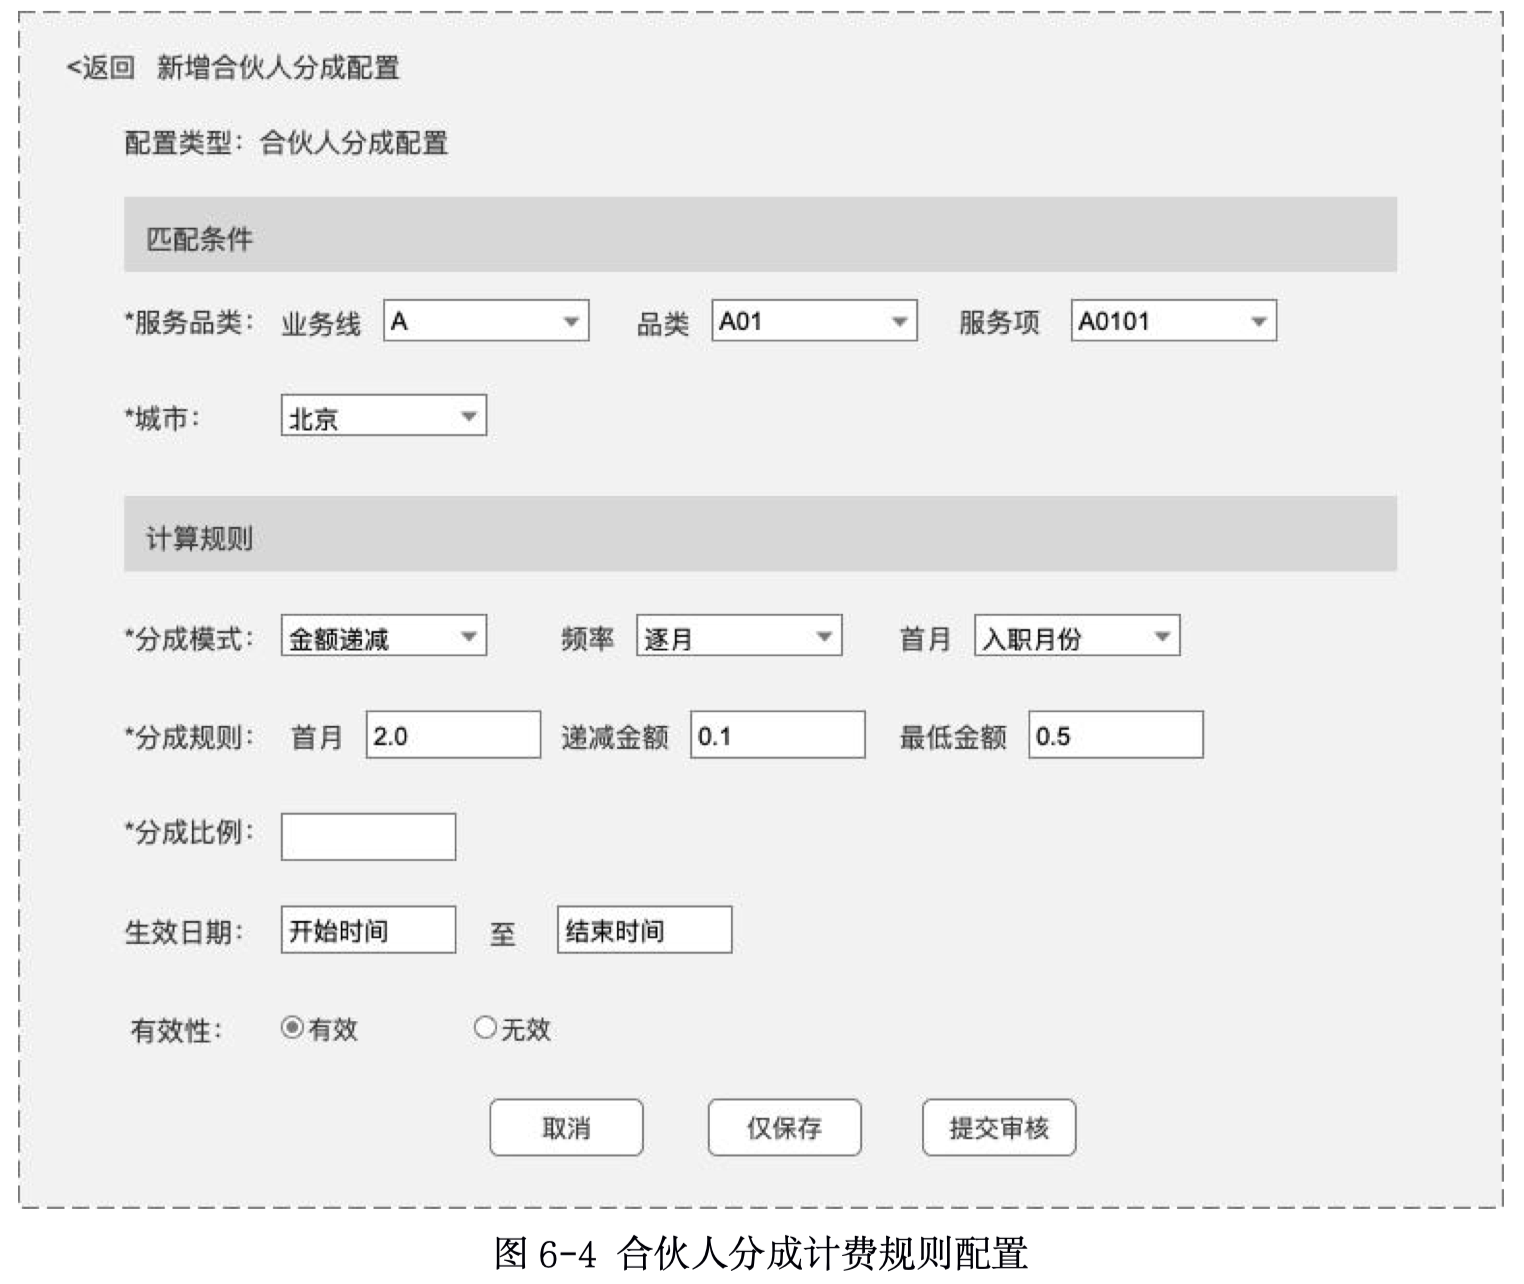 <返回 新增合伙人分成配置
配置类型：合伙人分成配置
匹配条件
*服务品类： 业务线 A 品类 A01 服务项 A0101
*城市： 北京
计算规则
*分成模式： 金额递减 频率 逐月 首月 入职月份
*分成规则： 首月 2.0 递减金额 0.1 最低金额 0.5
*分成比例：
生效日期： 开始时间 至 结束时间
有效性： 有效 无效
取消 仅保存 提交审核
图 6-4 合伙人分成计费规则配置